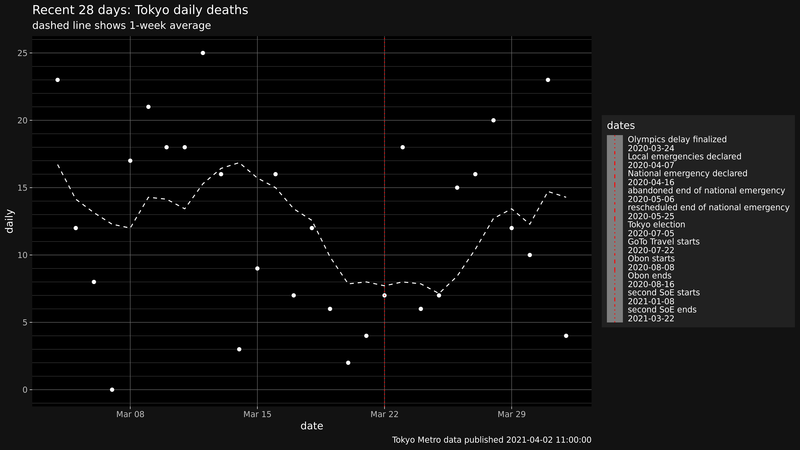 Recent 28 days: Tokyo daily deaths
dashed line shows 1-week average
25
20
15
10
5
0
daily
Mar 08
Mar 15
Mar 22
Mar 29
date
Tokyo Metro data published 2021-04-02 11:00:00
dates
Olympics delay finalized
2020-03-24
Local emergencies declared
2020-04-07
National emergency declared
2020-04-16
abandoned end of national emergency
2020-05-06
rescheduled end of national emergency
2020-05-25
Tokyo election
2020-07-05
GoTo Travel starts
2020-07-22
Obon starts
2020-08-08
Obon ends
2020-08-16
second SoE starts
2021-01-08
second SoE ends
2021-03-22